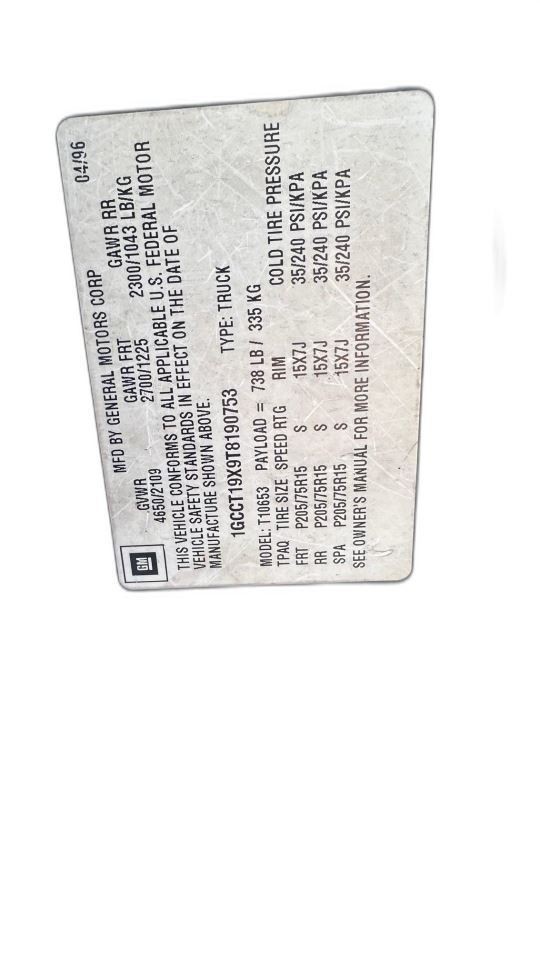 MFD BY GENERAL MOTORS CORP 04/96
GVWR GAWR FRT GAWR RR
4650/2109 2700/1225 2300/1043 LB/KG
THIS VEHICLE CONFORMS TO ALL APPLICABLE U.S. FEDERAL MOTOR
VEHICLE SAFETY STANDARDS IN EFFECT ON THE DATE OF
MANUFACTURE SHOWN ABOVE.
GM
1GCCT19X9T8190753 TYPE: TRUCK
MODEL: T10653 PAYLOAD = 738 LB / 335 KG
TPAQ TIRE SIZE SPEED RTG RIM COLD TIRE PRESSURE
FRT P205/75R15 S 15X7J 35/240 PSI/KPA
RR P205/75R15 S 15X7J 35/240 PSI/KPA
SPA P205/75R15 S 15X7J 35/240 PSI/KPA
SEE OWNER'S MANUAL FOR MORE INFORMATION.